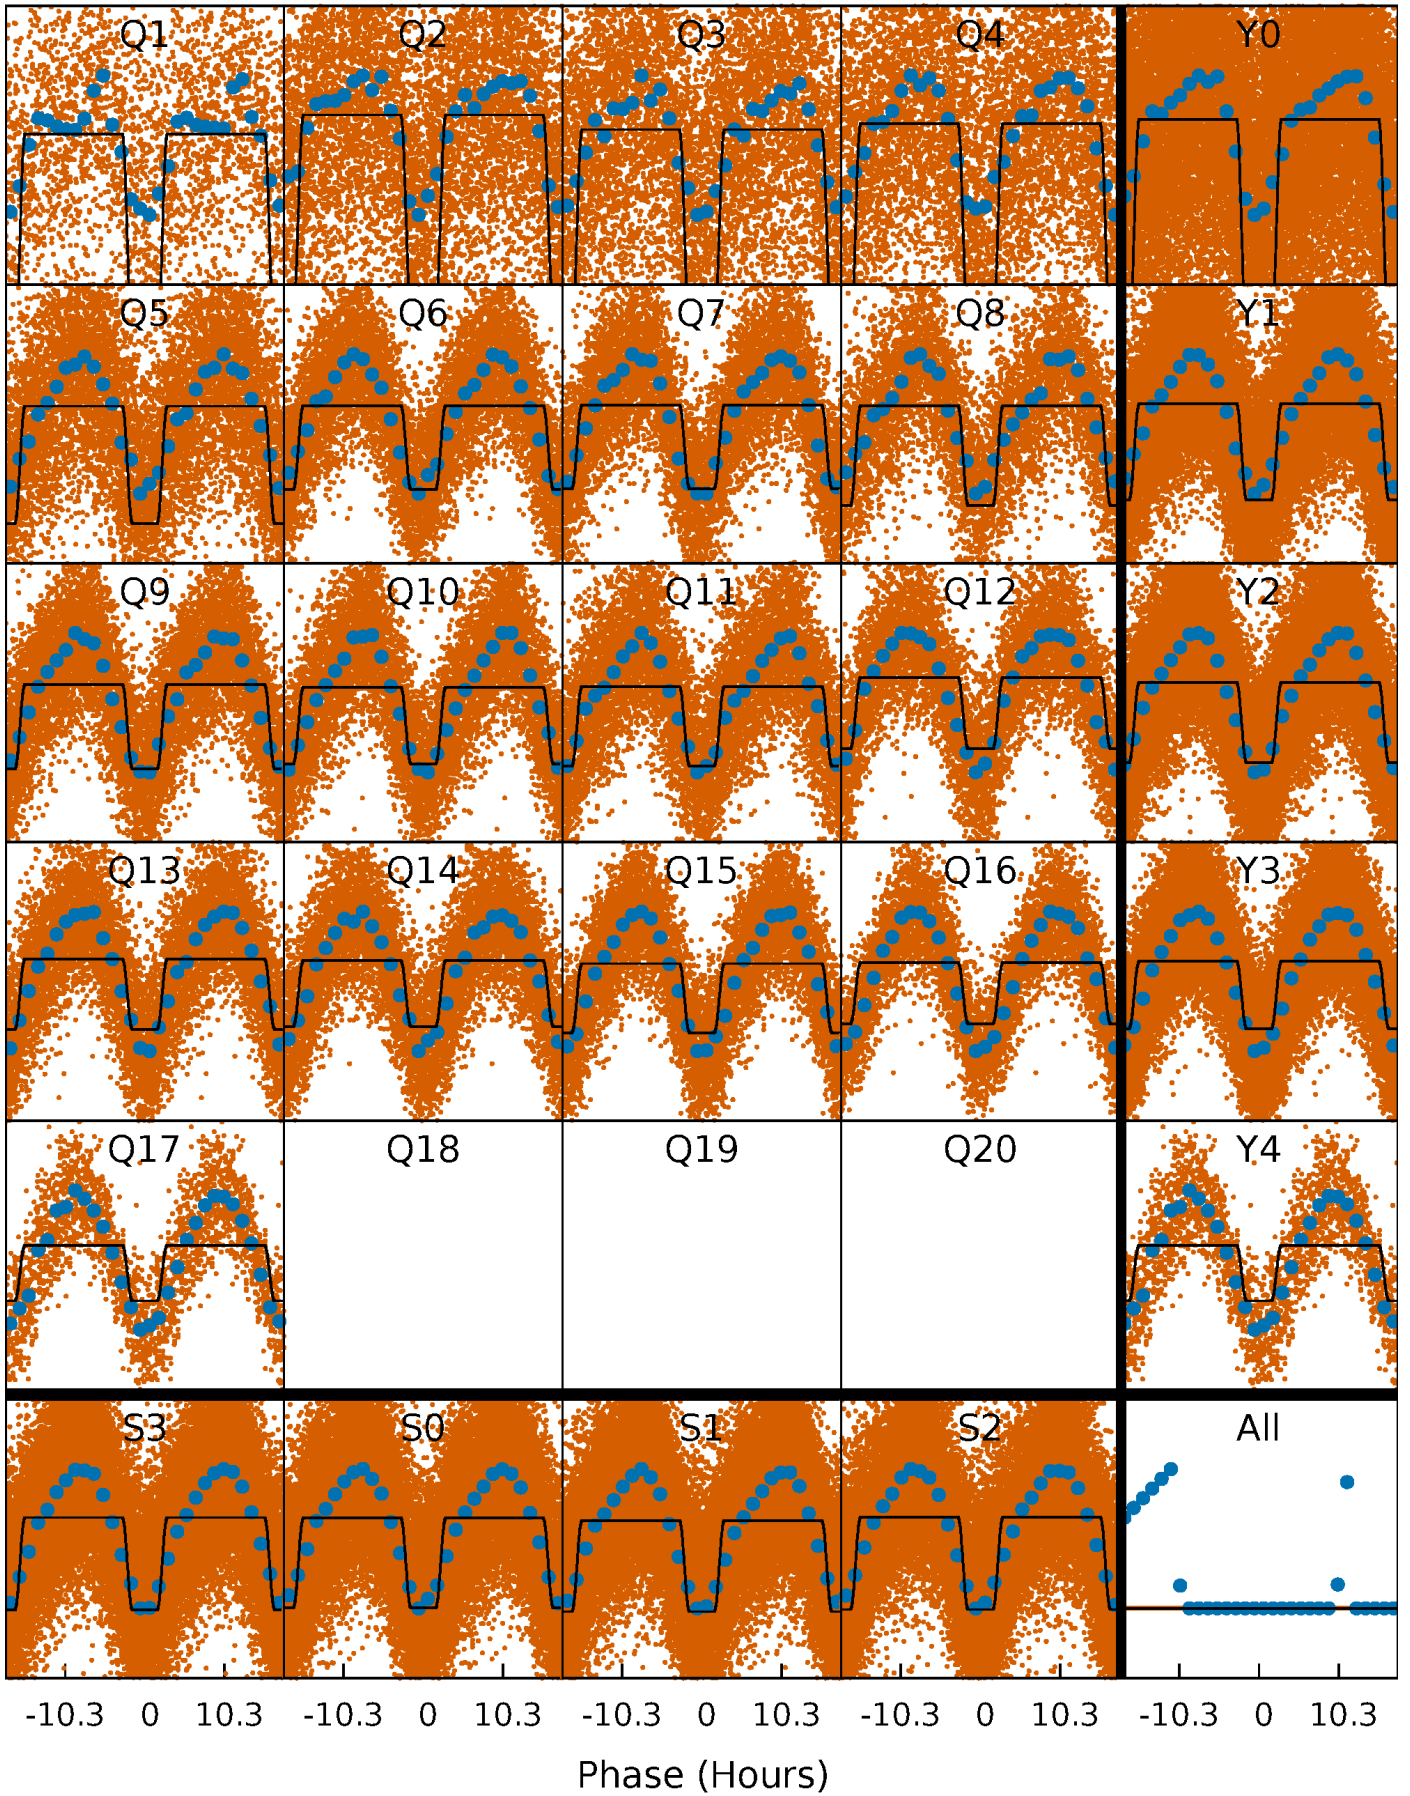 Q1 Q2 Q3 Q4 Y0
Q5 Q6 Q7 Q8 Y1
Q9 Q10 Q11 Q12 Y2
Q13 Q14 Q15 Q16 Y3
Q17 Q18 Q19 Q20 Y4
S3 S0 S1 S2 All
-10.3 0 10.3 -10.3 0 10.3 -10.3 0 10.3 -10.3 0 10.3 -10.3 0 10.3
Phase (Hours)